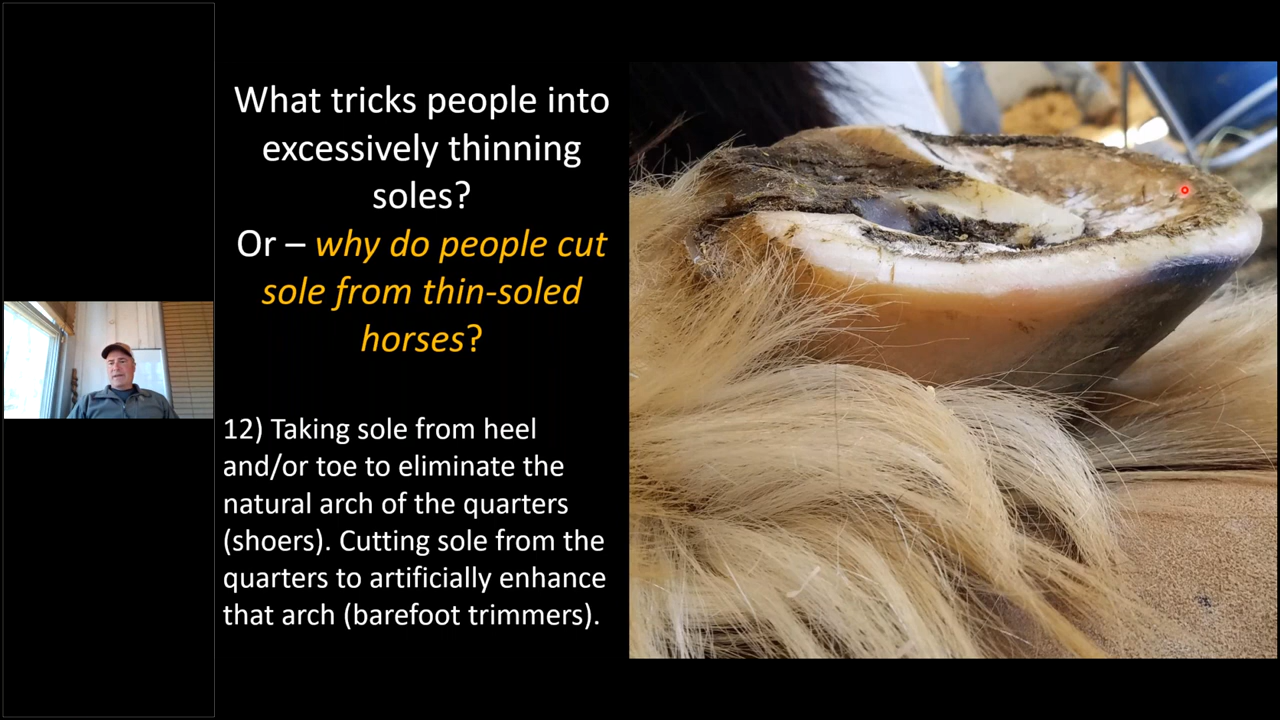 What tricks people into
excessively thinning
soles?
Or – why do people cut
sole from thin-soled
horses?
12) Taking sole from heel
and/or toe to eliminate the
natural arch of the quarters
(shoers). Cutting sole from the
quarters to artificially enhance
that arch (barefoot trimmers).